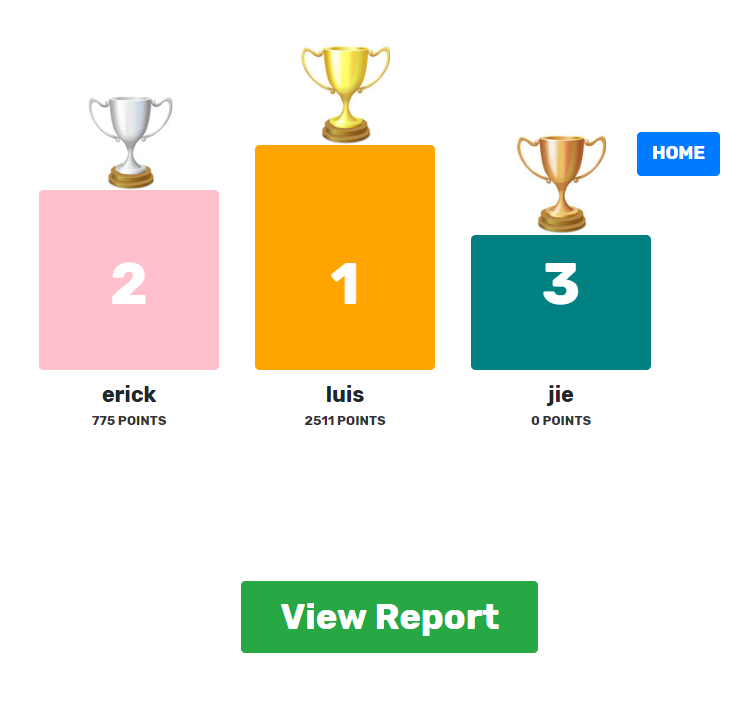 HOME
2
1
3
erick
luis
jie
775 POINTS
2511 POINTS
0 POINTS
View Report